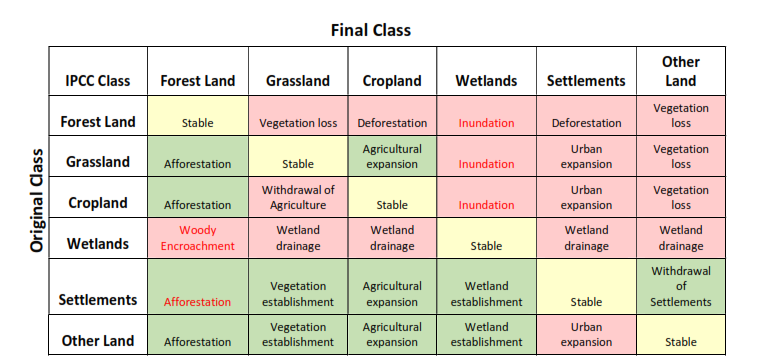 Final Class
Original Class
IPCC Class Forest Land Grassland Cropland Wetlands Settlements Other Land
Forest Land Stable Vegetation loss Deforestation Inundation Deforestation Vegetation loss
Grassland Afforestation Stable Agricultural expansion Inundation Urban expansion Vegetation loss
Cropland Afforestation Withdrawal of Agriculture Stable Inundation Urban expansion Vegetation loss
Wetlands Woody Encroachment Wetland drainage Wetland drainage Stable Wetland drainage Wetland drainage
Settlements Afforestation Vegetation establishment Agricultural expansion Wetland establishment Stable Withdrawal of Settlements
Other Land Afforestation Vegetation establishment Agricultural expansion Wetland establishment Urban expansion Stable